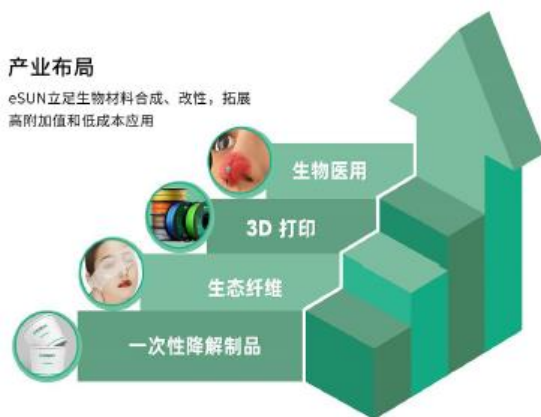 产业布局
eSUN立足生物材料合成、改性，拓展
高附加值和低成本应用
生物医用
3D 打印
生态纤维
一次性降解制品